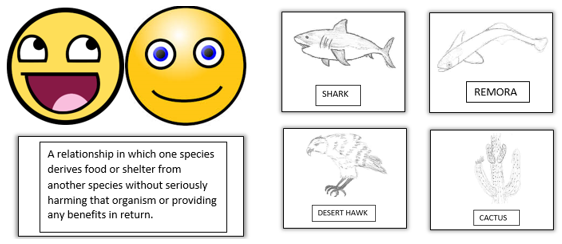 A relationship in which one species
derives food or shelter from
another species without seriously
harming that organism or providing
any benefits in return.
SHARK
REMORA
DESERT HAWK
CACTUS